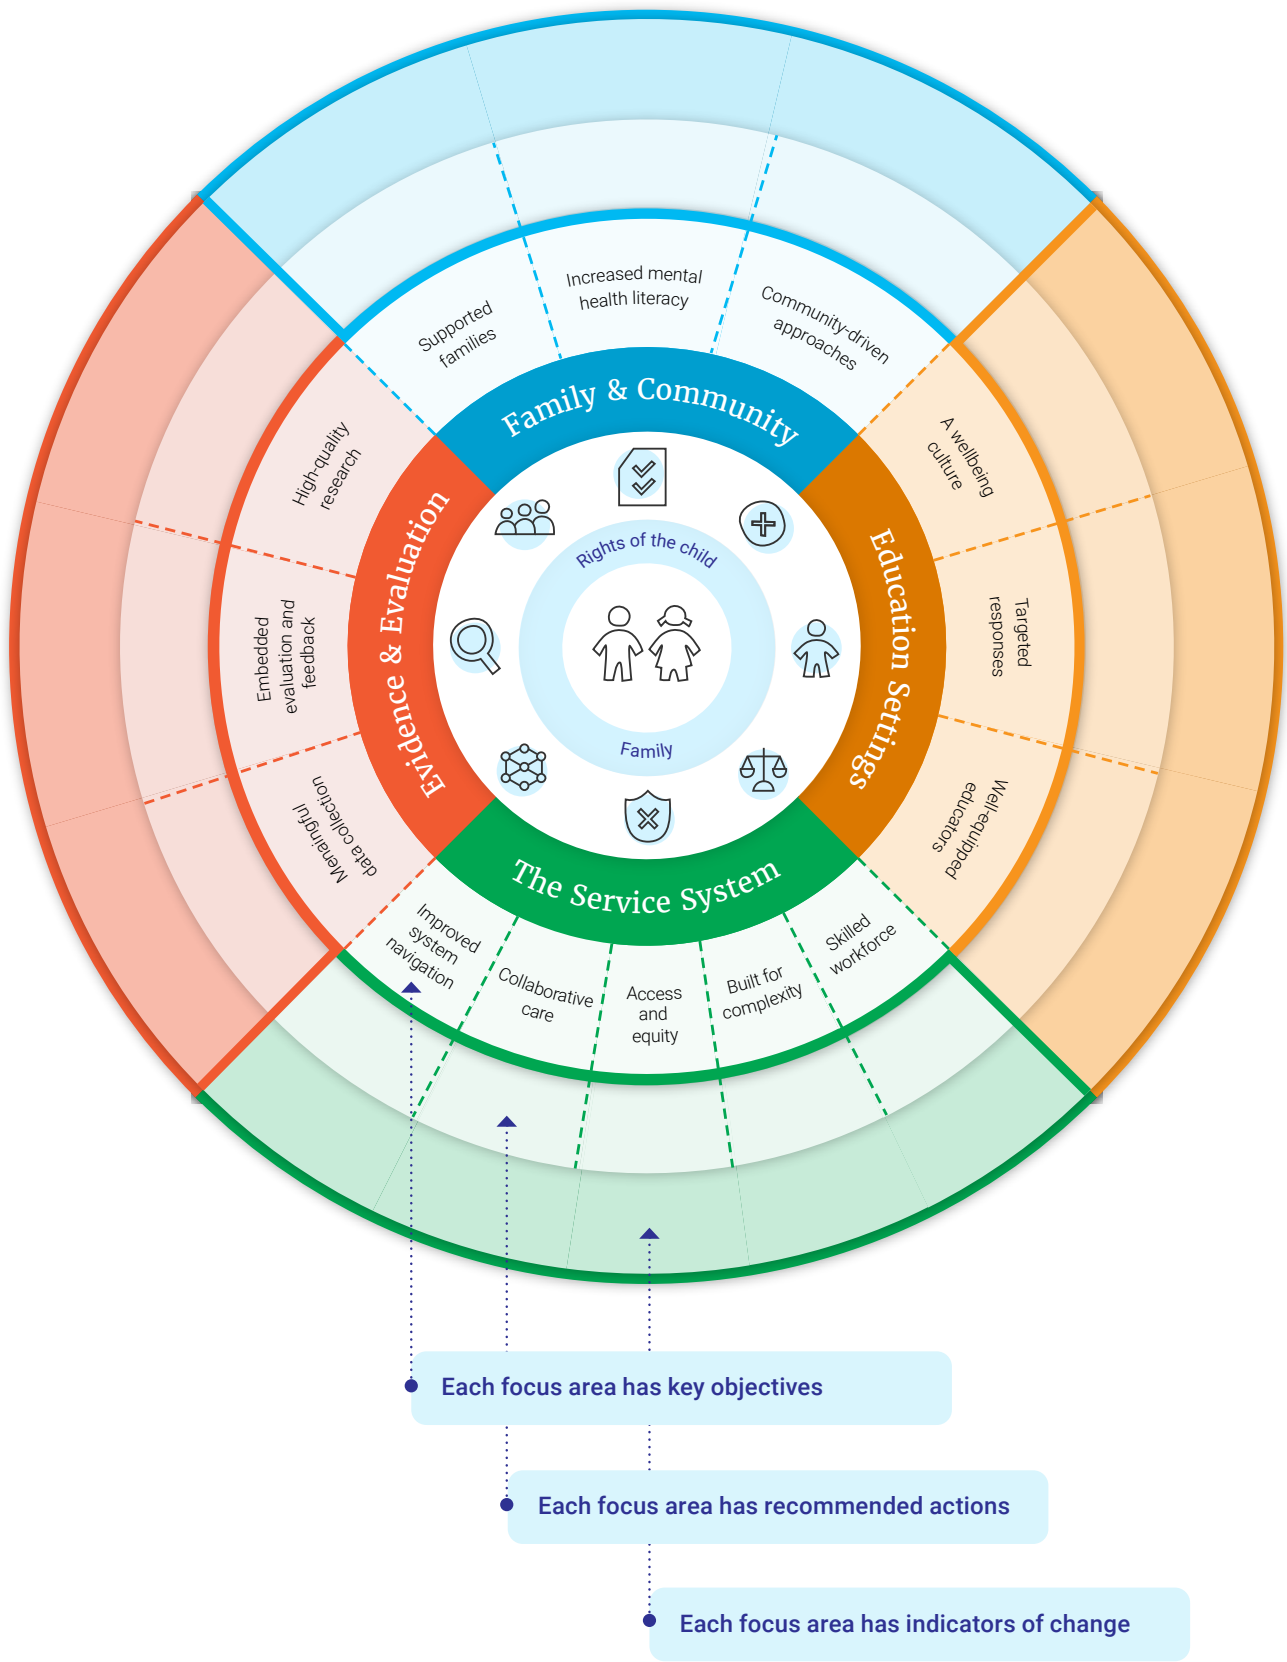 Increased mental
health literacy
Supported
families
Community-driven
approaches
Family & Community
A wellbeing
culture
Targeted
responses
Well-equipped
educators
Education Settings
High-quality
research
Embedded
evaluation and
feedback
Menaingful
data collection
Evidence & Evaluation
Rights of the child
Family
The Service System
Improved
system
navigation
Collaborative
care
Access
and
equity
Built for
complexity
Skilled
workforce
Each focus area has key objectives
Each focus area has recommended actions
Each focus area has indicators of change